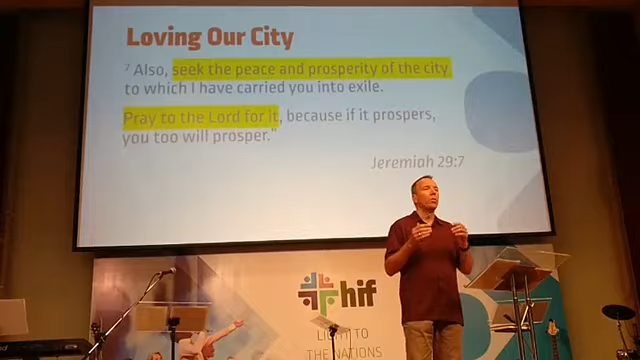 Loving Our City
⁷ Also, seek the peace and prosperity of the city
to which I have carried you into exile.
Pray to the Lord for it, because if it prospers,
you too will prosper."
Jeremiah 29:7
hif
LIGHT TO
THE NATIONS